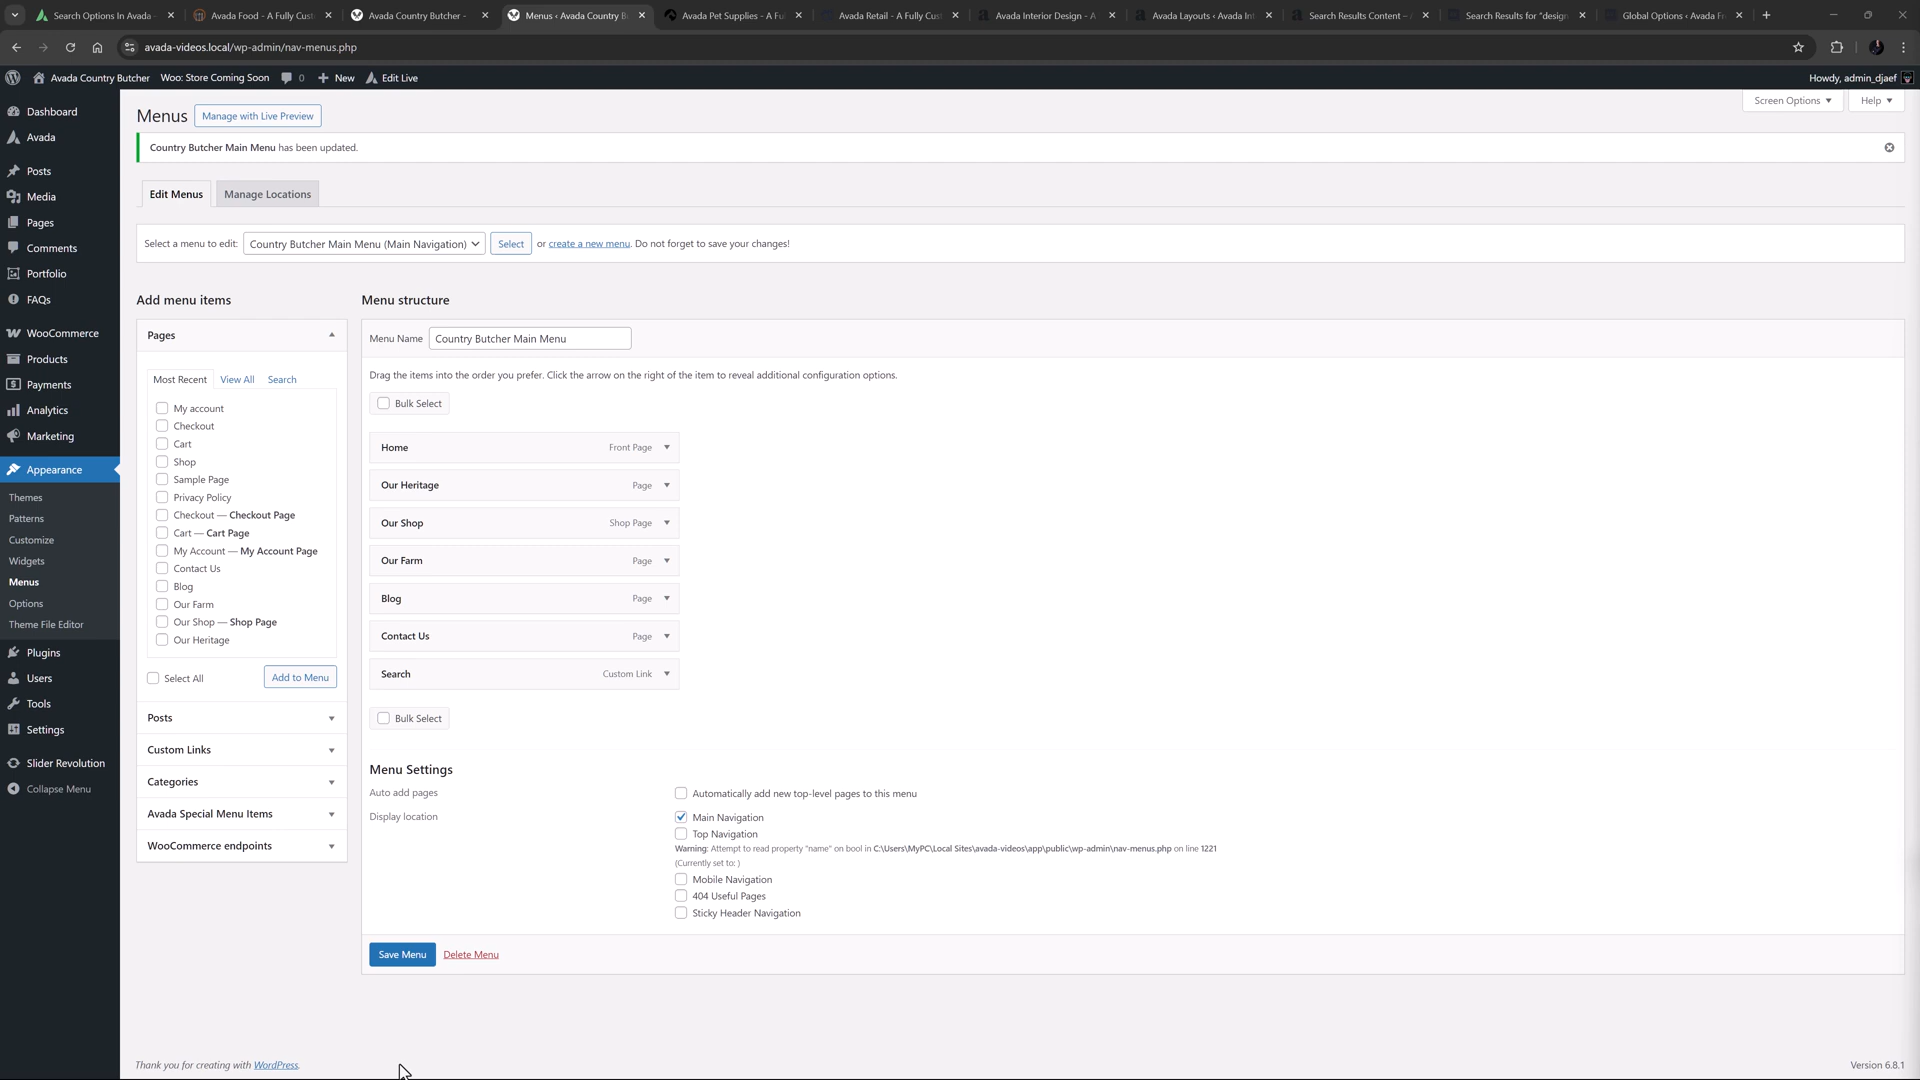 Search Options In Avada -
Avada Food - A Fully Cust
Avada Country Butcher -
Menus ‹ Avada Country B
Avada Pet Supplies - A Fu
Avada Retail - A Fully Cus
Avada Interior Design - A
Avada Layouts ‹ Avada Int
Search Results Content –
Search Results for "design
Global Options ‹ Avada Fr
avada-videos.local/wp-admin/nav-menus.php
Avada Country Butcher
Woo: Store Coming Soon
0
New
Edit Live
Howdy, admin_djaef
Dashboard
Avada
Posts
Media
Pages
Comments
Portfolio
FAQs
WooCommerce
Products
Payments
Analytics
Marketing
Appearance
Themes
Patterns
Customize
Widgets
Menus
Options
Theme File Editor
Plugins
Users
Tools
Settings
Slider Revolution
Collapse Menu
Menus
Manage with Live Preview
Screen Options
Help
Country Butcher Main Menu has been updated.
Edit Menus
Manage Locations
Select a menu to edit:
Country Butcher Main Menu (Main Navigation)
Select
or create a new menu. Do not forget to save your changes!
Add menu items
Pages
Most Recent
View All
Search
My account
Checkout
Cart
Shop
Sample Page
Privacy Policy
Checkout — Checkout Page
Cart — Cart Page
My Account — My Account Page
Contact Us
Blog
Our Farm
Our Shop — Shop Page
Our Heritage
Select All
Add to Menu
Posts
Custom Links
Categories
Avada Special Menu Items
WooCommerce endpoints
Menu structure
Menu Name
Country Butcher Main Menu
Drag the items into the order you prefer. Click the arrow on the right of the item to reveal additional configuration options.
Bulk Select
Home Front Page
Our Heritage Page
Our Shop Shop Page
Our Farm Page
Blog Page
Contact Us Page
Search Custom Link
Bulk Select
Menu Settings
Auto add pages
Automatically add new top-level pages to this menu
Display location
Main Navigation
Top Navigation
Warning: Attempt to read property "name" on bool in C:\Users\MyPC\Local Sites\avada-videos\app\public\wp-admin\nav-menus.php on line 1221
(Currently set to: )
Mobile Navigation
404 Useful Pages
Sticky Header Navigation
Save Menu
Delete Menu
Thank you for creating with WordPress.
Version 6.8.1